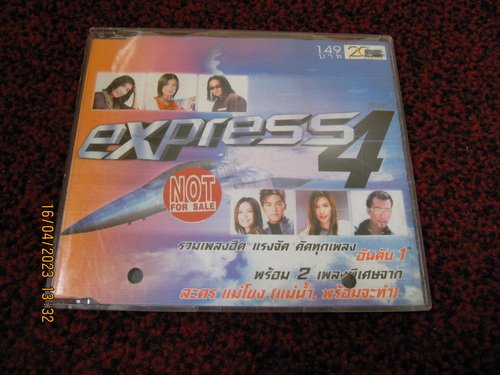 149
บาท
20
express 4
NOT
FOR SALE
รวมเพลงฮิต แรงจัด คัดทุกเพลง
อันดับ 1
พร้อม 2 เพลงพิเศษจาก
ละคร แม่โขง (แม่น้ำ, พร้อมจะทำ)
16/04/2023 13:32